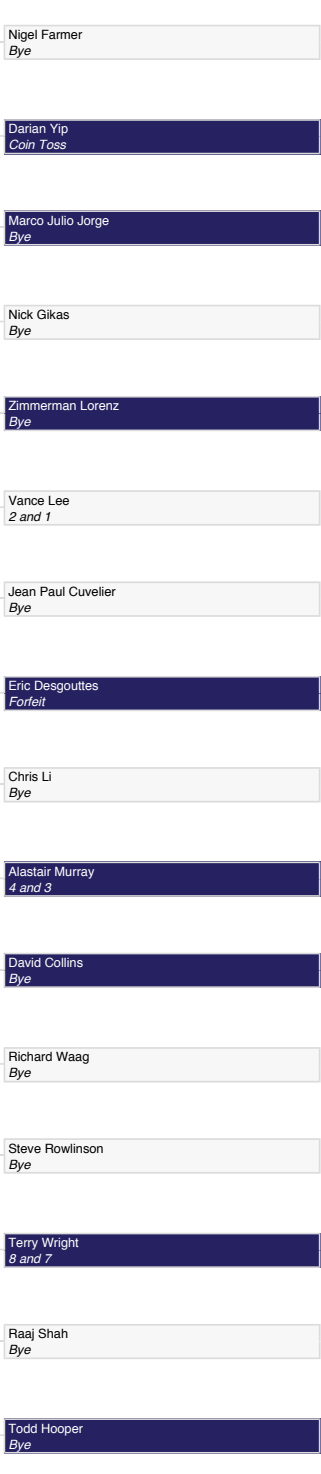 Nigel Farmer
Bye
Darian Yip
Coin Toss
Marco Julio Jorge
Bye
Nick Gikas
Bye
Zimmerman Lorenz
Bye
Vance Lee
2 and 1
Jean Paul Cuvelier
Bye
Eric Desgouttes
Forfeit
Chris Li
Bye
Alastair Murray
4 and 3
David Collins
Bye
Richard Waag
Bye
Steve Rowlinson
Bye
Terry Wright
8 and 7
Raaj Shah
Bye
Todd Hooper
Bye